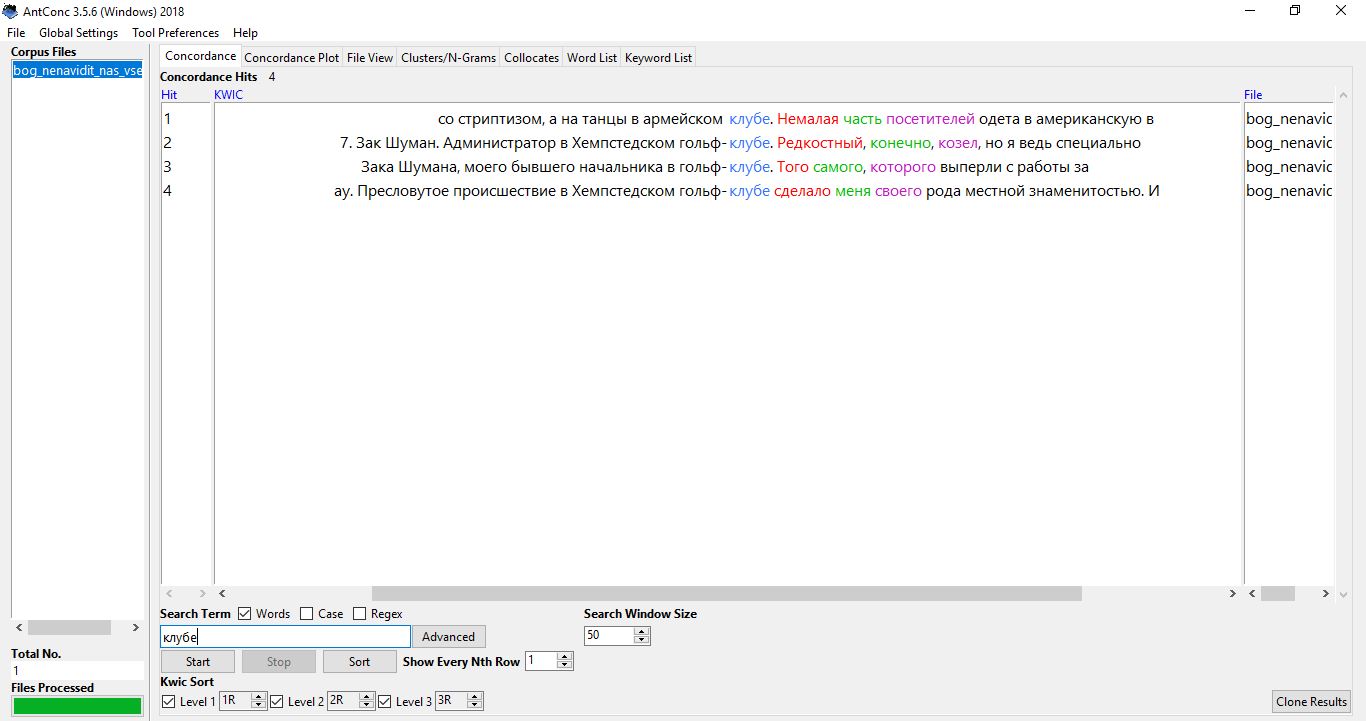 AntConc 3.5.6 (Windows) 2018
File Global Settings Tool Preferences Help
Corpus Files
bog_nenavidit_nas_vse
Concordance Concordance Plot File View Clusters/N-Grams Collocates Word List Keyword List
Concordance Hits 4
Hit KWIC File
1 со стриптизом, а на танцы в армейском клубе. Немалая часть посетителей одета в американскую в bog_nenavic
2 7. Зак Шуман. Администратор в Хемпстедском гольф-клубе. Редкостный, конечно, козел, но я ведь специально bog_nenavic
3 Зака Шумана, моего бывшего начальника в гольф-клубе. Того самого, которого выперли с работы за bog_nenavic
4 ау. Пресловутое происшествие в Хемпстедском гольф-клубе сделало меня своего рода местной знаменитостью. И bog_nenavic
Search Term Words Case Regex Search Window Size
клубе Advanced 50
Start Stop Sort Show Every Nth Row 1
Total No.
1
Files Processed
Kwic Sort
Level 1 1R Level 2 2R Level 3 3R Clone Results